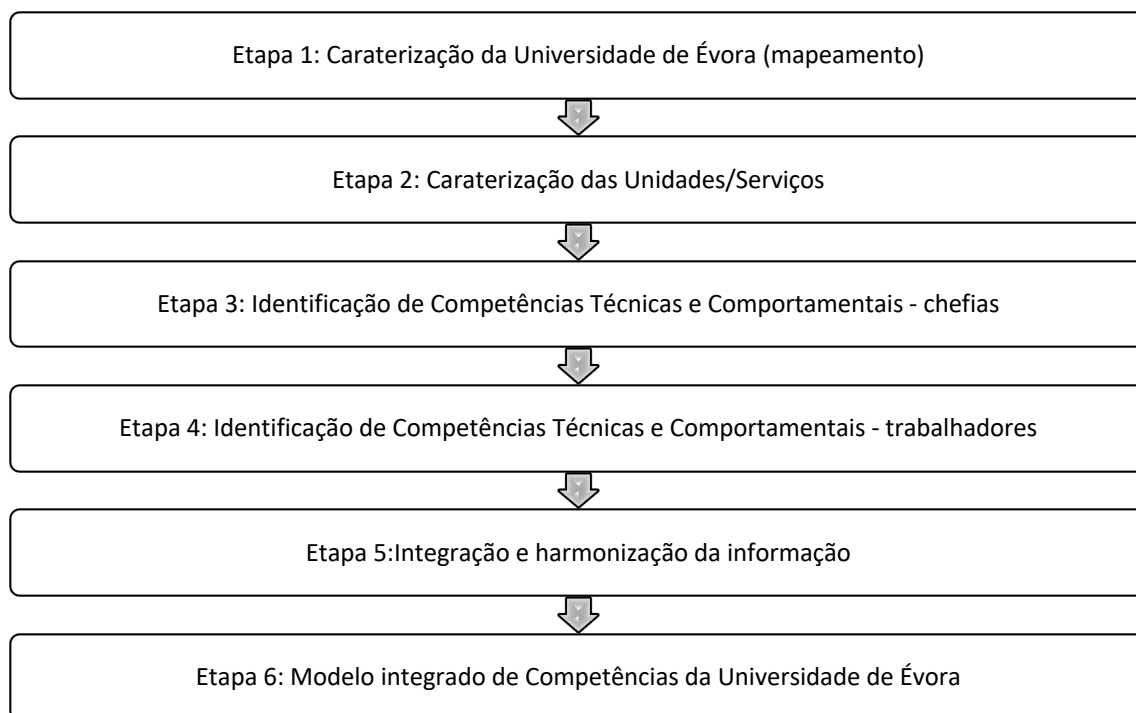 Etapa 1: Caraterização da Universidade de Évora (mapeamento)
Etapa 2: Caraterização das Unidades/Serviços
Etapa 3: Identificação de Competências Técnicas e Comportamentais - chefias
Etapa 4: Identificação de Competências Técnicas e Comportamentais - trabalhadores
Etapa 5:Integração e harmonização da informação
Etapa 6: Modelo integrado de Competências da Universidade de Évora